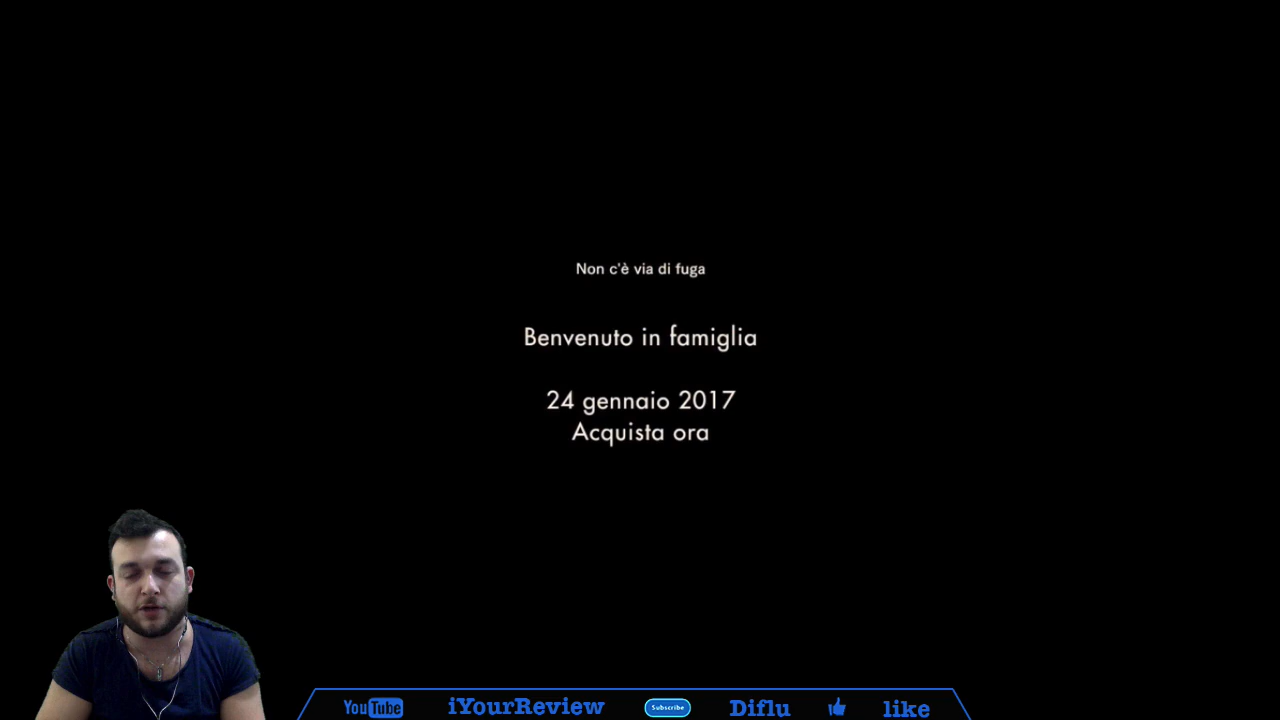 Non c'è via di fuga
Benvenuto in famiglia
24 gennaio 2017
Acquista ora
YouTube iYourReview Subscribe Diflu like